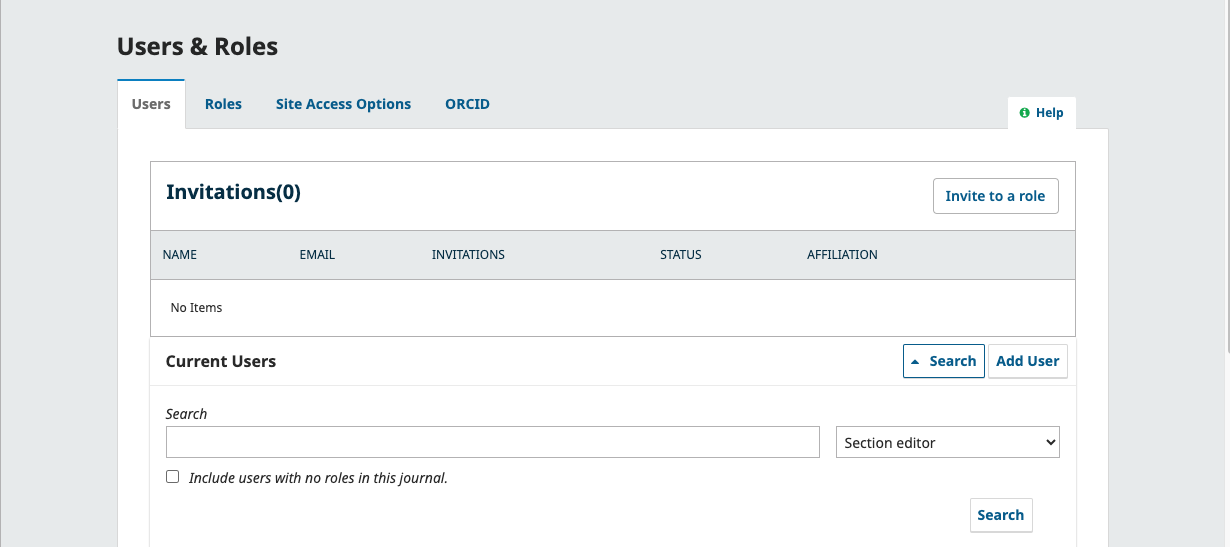 Users & Roles
Users Roles Site Access Options ORCID
Help
Invitations(0) Invite to a role
NAME EMAIL INVITATIONS STATUS AFFILIATION
No Items
Current Users Search Add User
Search
Section editor
Include users with no roles in this journal.
Search